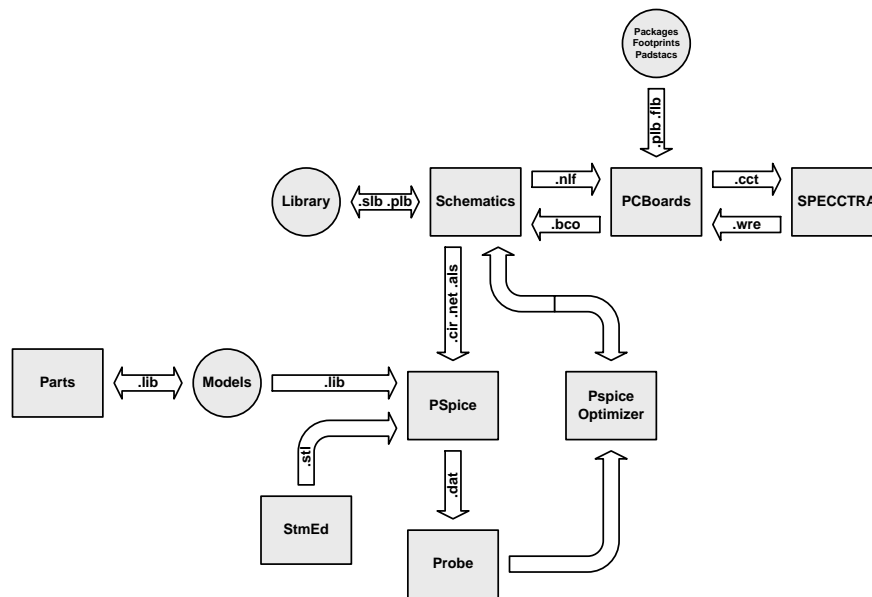 Packages
Footprints
Padstacs
.plb .flb
Library
.slb .plb
Schematics
.nlf
.bco
PCBoards
.cct
.wre
SPECCTRA
.cir .net .als
Parts
.lib
Models
.lib
PSpice
Pspice
Optimizer
.stl
.dat
StmEd
Probe